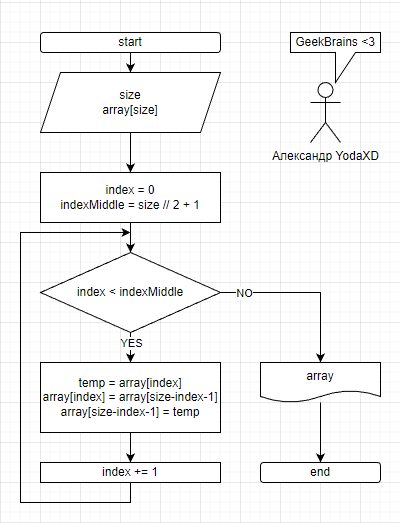 start
GeekBrains <3
size
array[size]
Александр YodaXD
index = 0
indexMiddle = size // 2 + 1
index < indexMiddle
NO
YES
temp = array[index]
array[index] = array[size-index-1]
array[size-index-1] = temp
array
index += 1
end